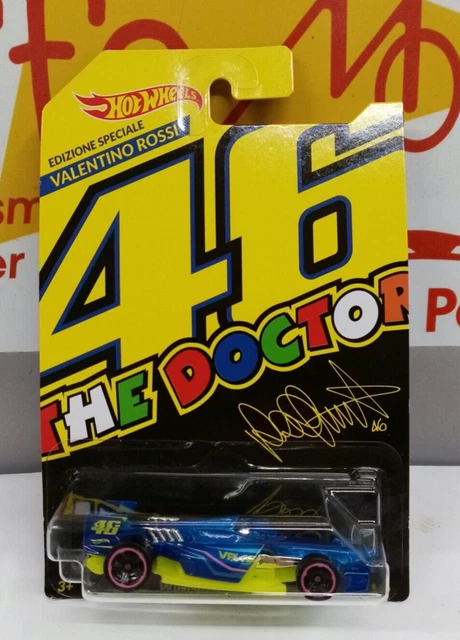 HOT WHEELS
EDIZIONE SPECIALE
VALENTINO ROSSI
46
THE DOCTOR
46
46
3+